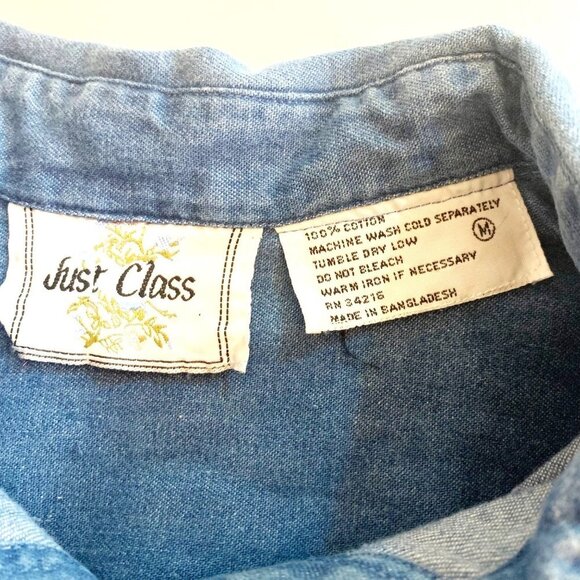 Just Class
100% COTTON
MACHINE WASH COLD SEPARATELY
TUMBLE DRY LOW
M
DO NOT BLEACH
WARM IRON IF NECESSARY
RN 84216
MADE IN BANGLADESH